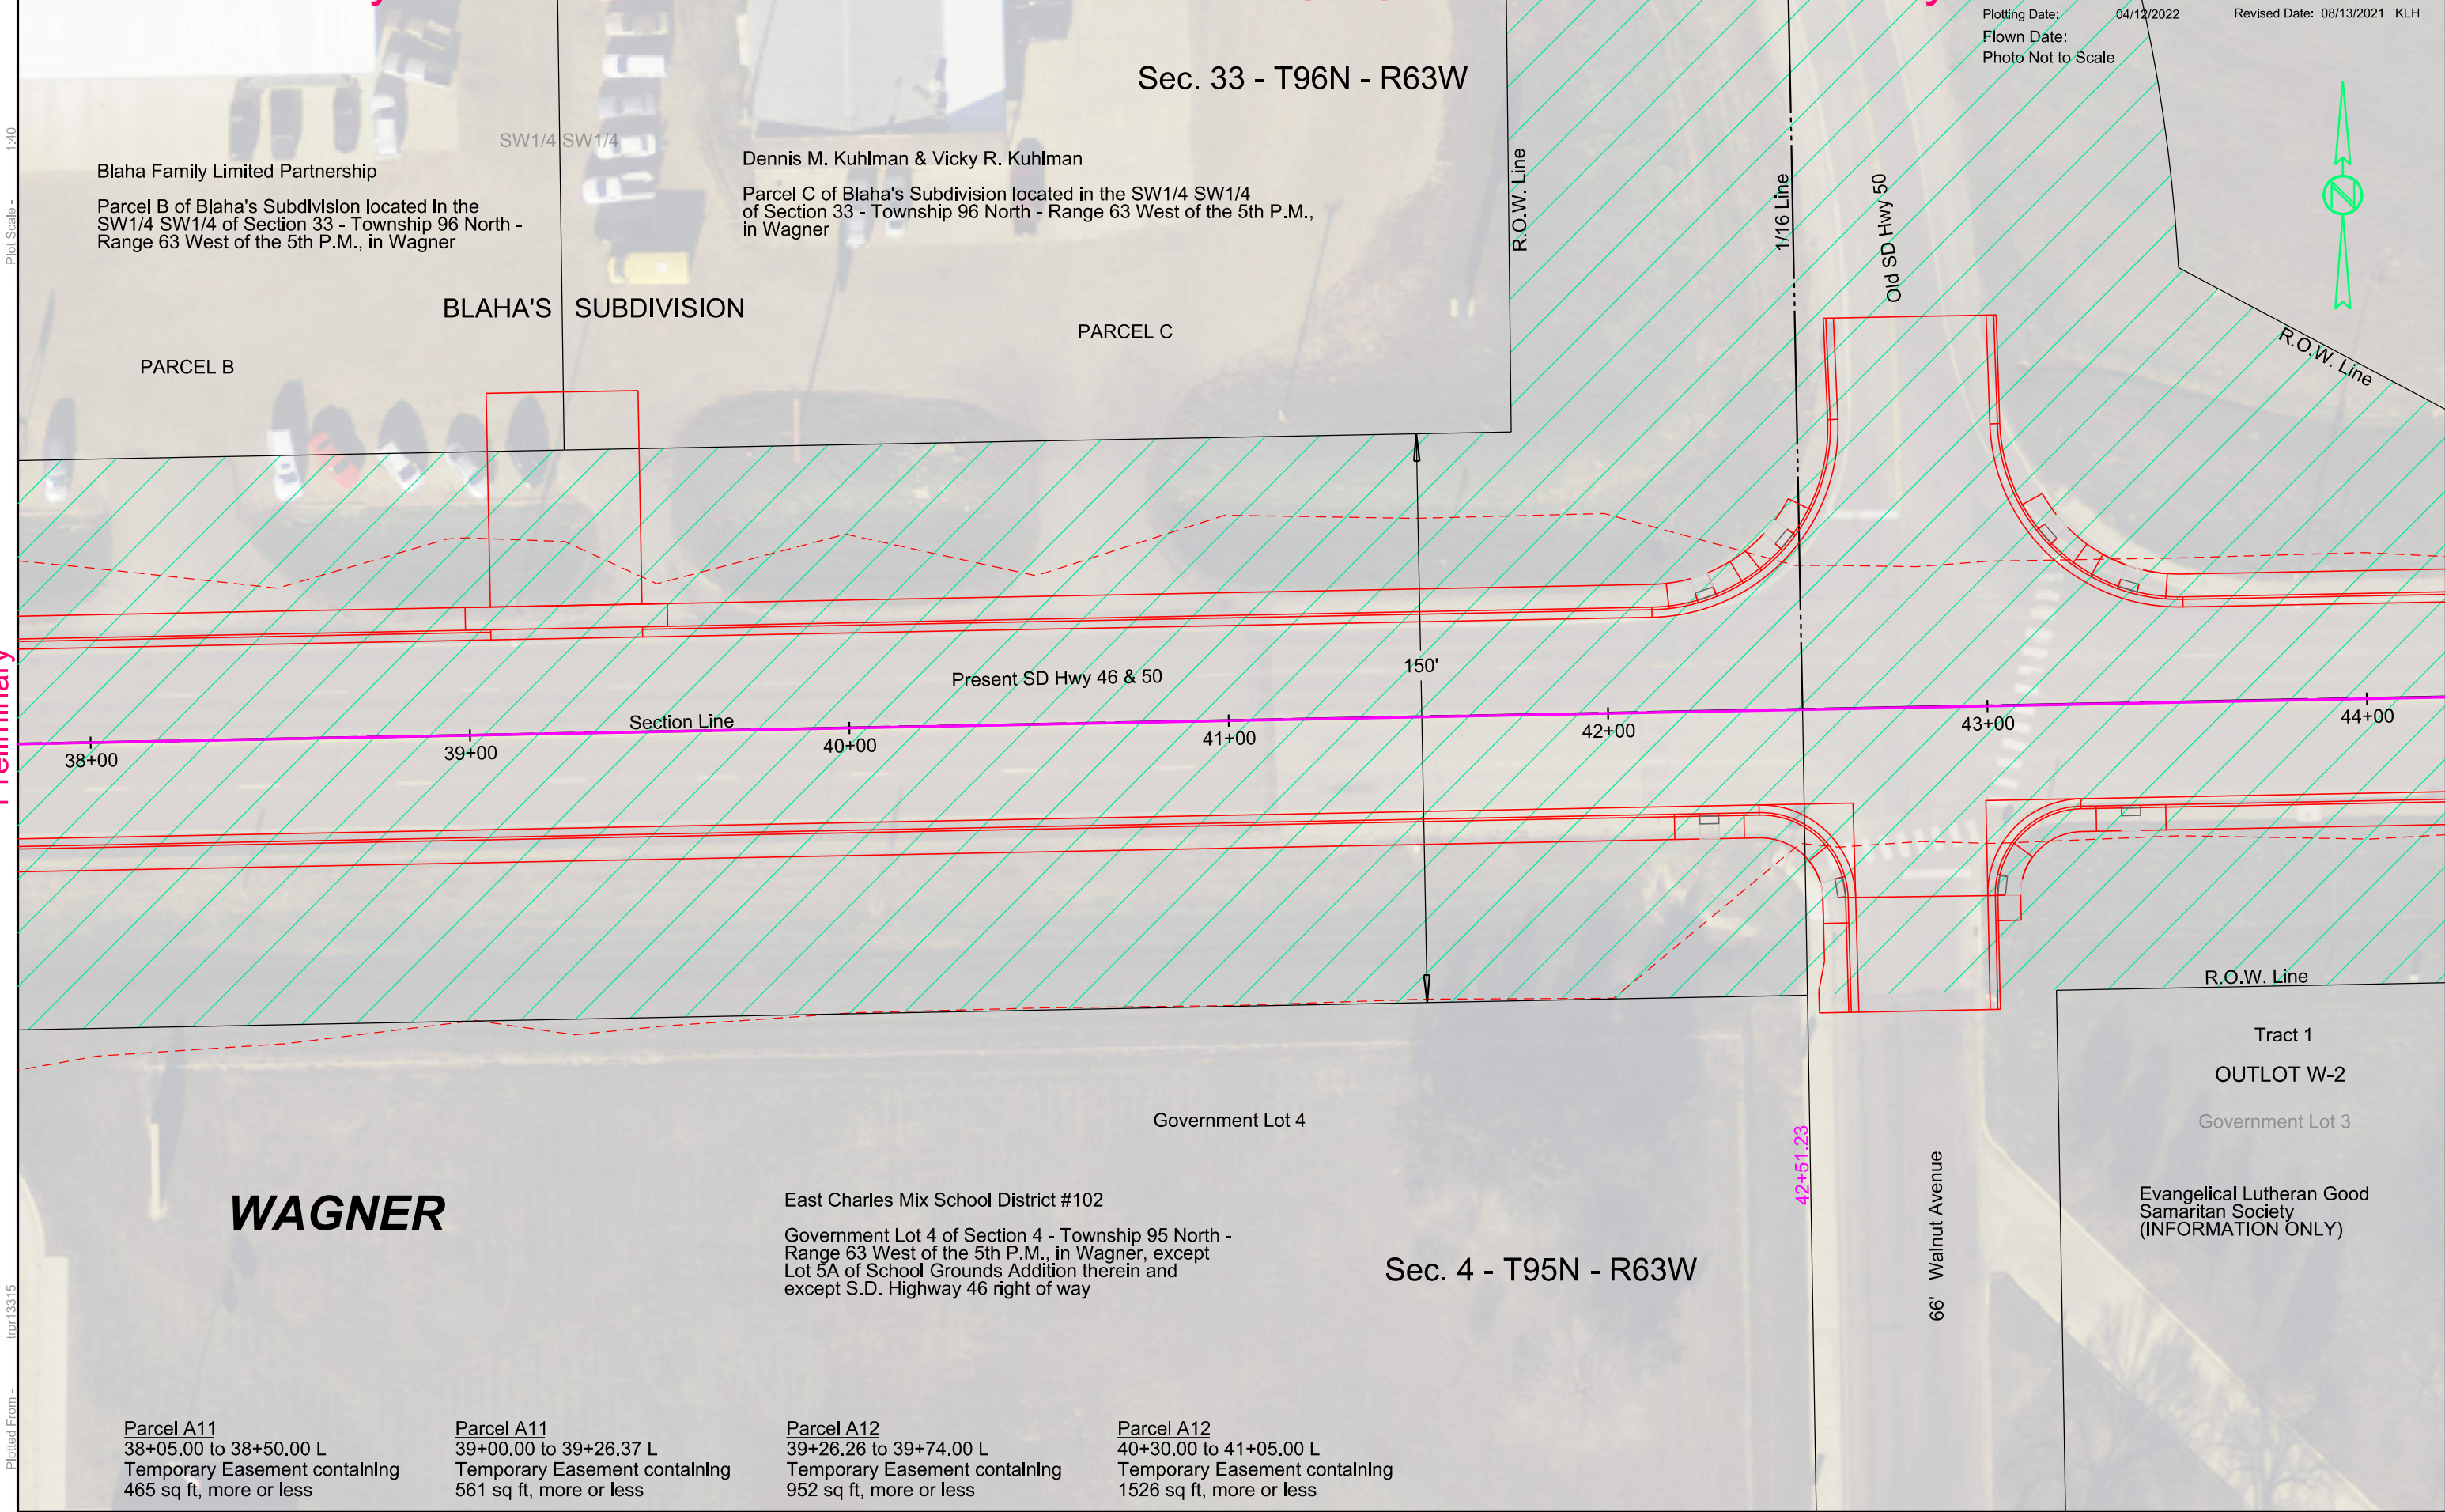 Plotting Date: 04/12/2022 Revised Date: 08/13/2021 KLH
Flown Date:
Photo Not to Scale
Sec. 33 - T96N - R63W
SW1/4 SW1/4
Blaha Family Limited Partnership
Parcel B of Blaha's Subdivision located in the
SW1/4 SW1/4 of Section 33 - Township 96 North -
Range 63 West of the 5th P.M., in Wagner
Dennis M. Kuhlman & Vicky R. Kuhlman
Parcel C of Blaha's Subdivision located in the SW1/4 SW1/4
of Section 33 - Township 96 North - Range 63 West of the 5th P.M.,
in Wagner
R.O.W. Line
1/16 Line
Old SD Hwy 50
N
R.O.W. Line
BLAHA'S SUBDIVISION
PARCEL B
PARCEL C
Plot Scale - 1:40
Preliminary
150'
Present SD Hwy 46 & 50
Section Line
38+00
39+00
40+00
41+00
42+00
43+00
44+00
R.O.W. Line
Tract 1
OUTLOT W-2
Government Lot 3
Government Lot 4
42+51.23
66' Walnut Avenue
Evangelical Lutheran Good
Samaritan Society
(INFORMATION ONLY)
WAGNER
East Charles Mix School District #102
Government Lot 4 of Section 4 - Township 95 North -
Range 63 West of the 5th P.M., in Wagner, except
Lot 5A of School Grounds Addition therein and
except S.D. Highway 46 right of way
Sec. 4 - T95N - R63W
Plotted From - trpr13315
Parcel A11
38+05.00 to 38+50.00 L
Temporary Easement containing
465 sq ft, more or less
Parcel A11
39+00.00 to 39+26.37 L
Temporary Easement containing
561 sq ft, more or less
Parcel A12
39+26.26 to 39+74.00 L
Temporary Easement containing
952 sq ft, more or less
Parcel A12
40+30.00 to 41+05.00 L
Temporary Easement containing
1526 sq ft, more or less